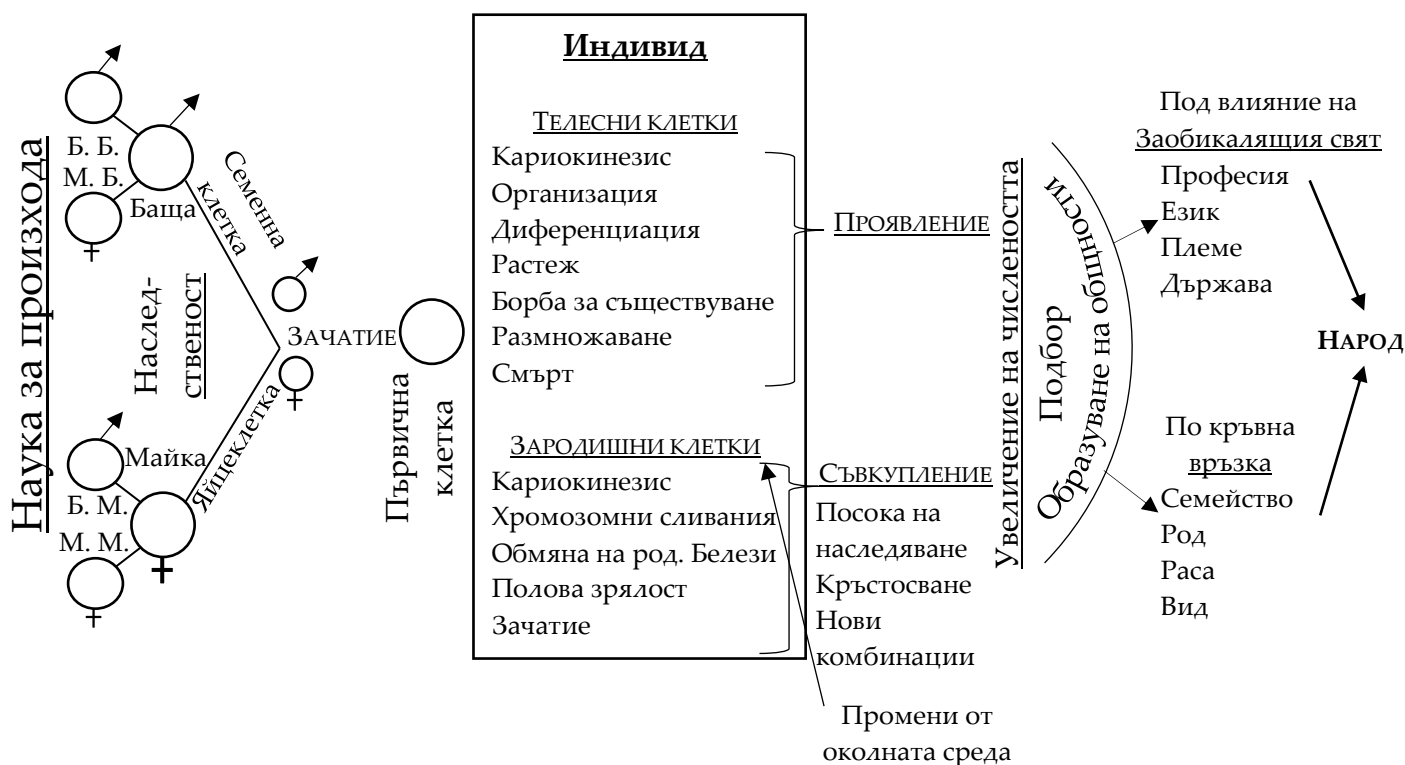 Наука за произхода
Б. Б.
М. Б.
Баща
Семенна
клетка
Наслед-
ственост
Майка
Яйцеклетка
Б. М.
М. М.
ЗАЧАТИЕ
Първична
клетка
Индивид
ТЕЛЕСНИ КЛЕТКИ
Кариокинезис
Организация
Диференциация
Растеж
Борба за съществуване
Размножаване
Смърт
ЗАРОДИШНИ КЛЕТКИ
Кариокинезис
Хромозомни сливания
Обмяна на род. Белези
Полова зрялост
Зачатие
ПРОЯВЛЕНИЕ
СЪВКУПЛЕНИЕ
Посока на
наследяване
Кръстосване
Нови
комбинации
Промени от
околната среда
Увеличение на числеността
Подбор
Образуване на общности
Под влияние на
Заобикалящия свят
Професия
Език
Племе
Държава
НАРОД
По кръвна
връзка
Семейство
Род
Раса
Вид